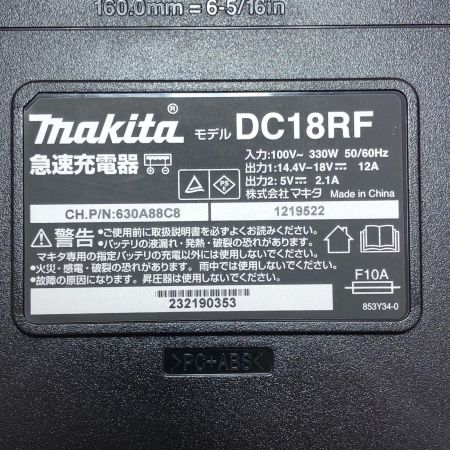 160.0mm = 6-5/16in
makita® モデル DC18RF
急速充電器
入力:100V~ 330W 50/60Hz
出力1:14.4V-18V⎓ 12A
出力2: 5V⎓ 2.1A
株式会社マキタ Made in China
PS
CH.P/N:630A88C8 1219522
⚠警告 •ご使用前に取扱説明書を必ずお読みください。
•バッテリの液漏れ・発熱・破裂の恐れがあります。
マキタ専用の指定バッテリの充電以外には使用しないでください。
•火災・感電・破裂の恐れがあります。雨中では使用しないでください。
•故障の原因になります。昇圧器は使用しないでください。
F10A
853Y34-0
232190353
>PC+ABS<